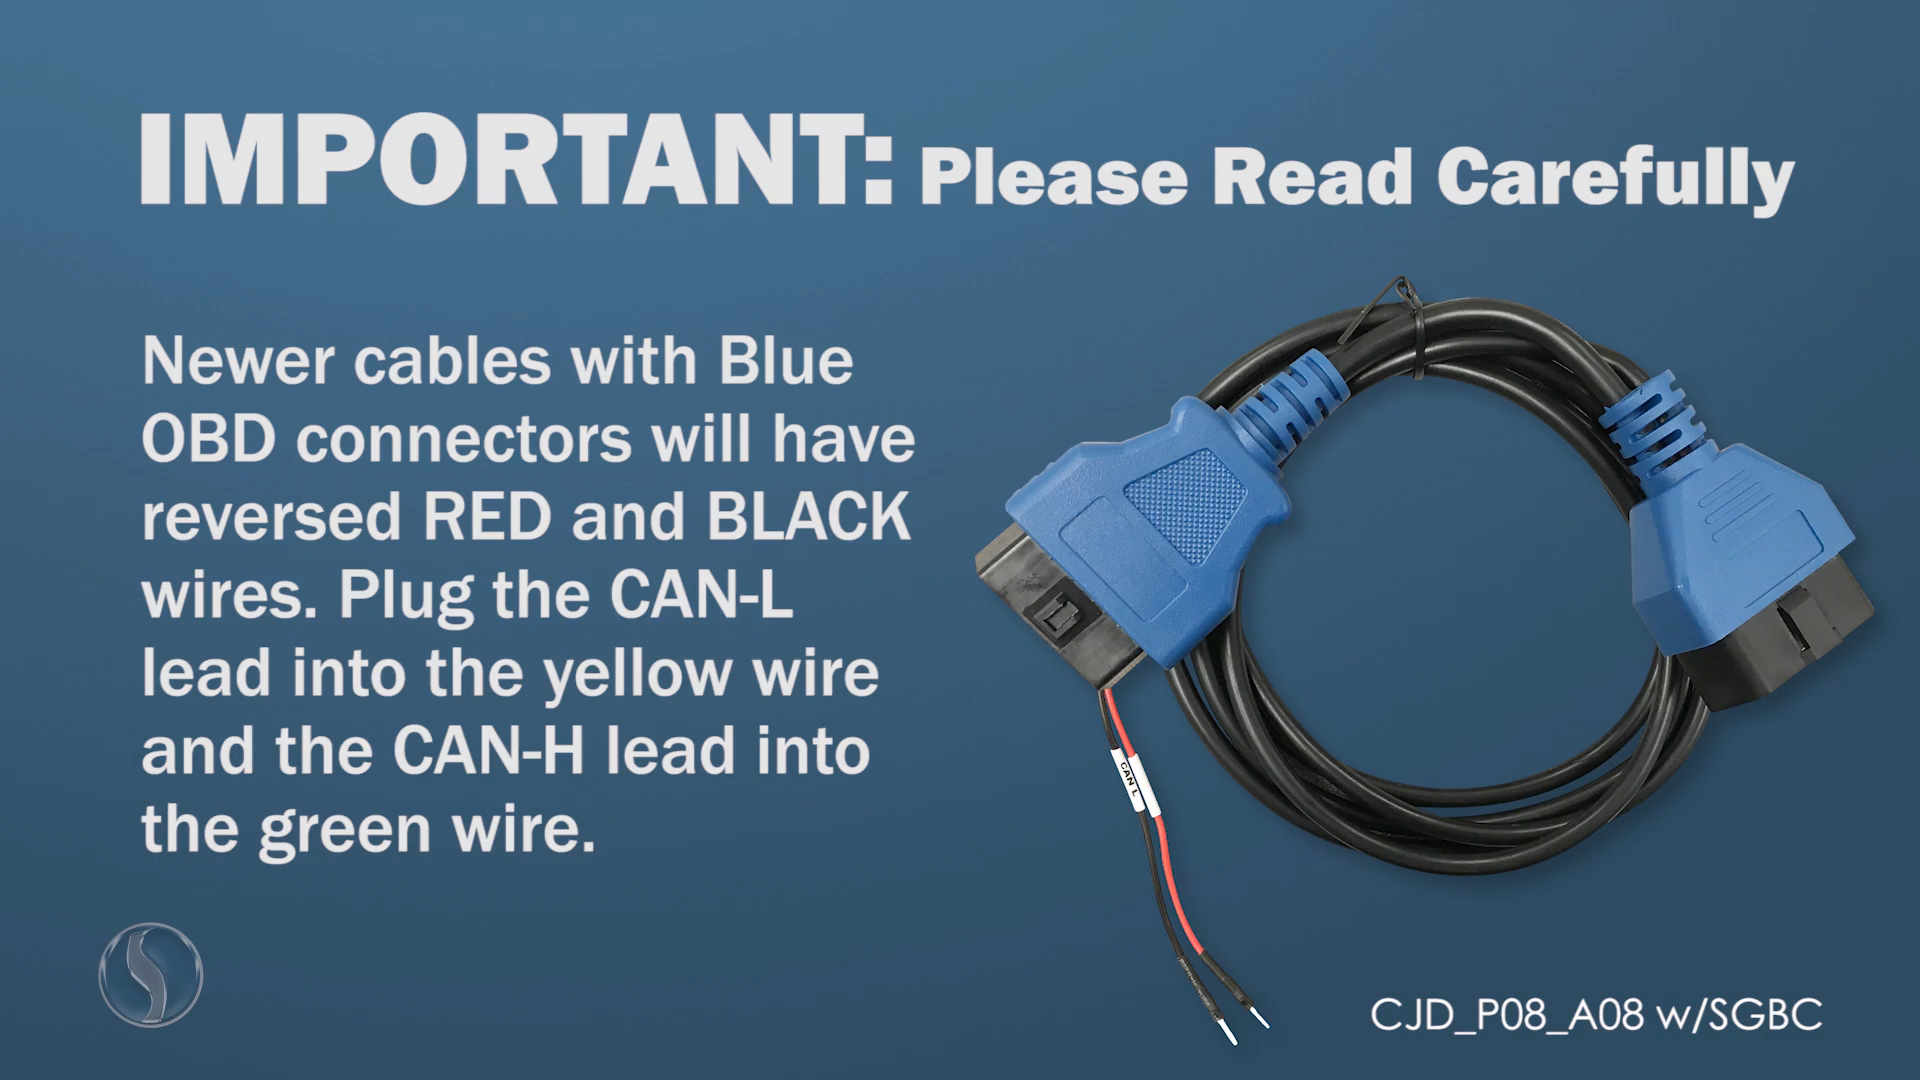 IMPORTANT: Please Read Carefully
Newer cables with Blue
OBD connectors will have
reversed RED and BLACK
wires. Plug the CAN-L
lead into the yellow wire
and the CAN-H lead into
the green wire.
CAN L
CJD_P08_A08 w/SGBC